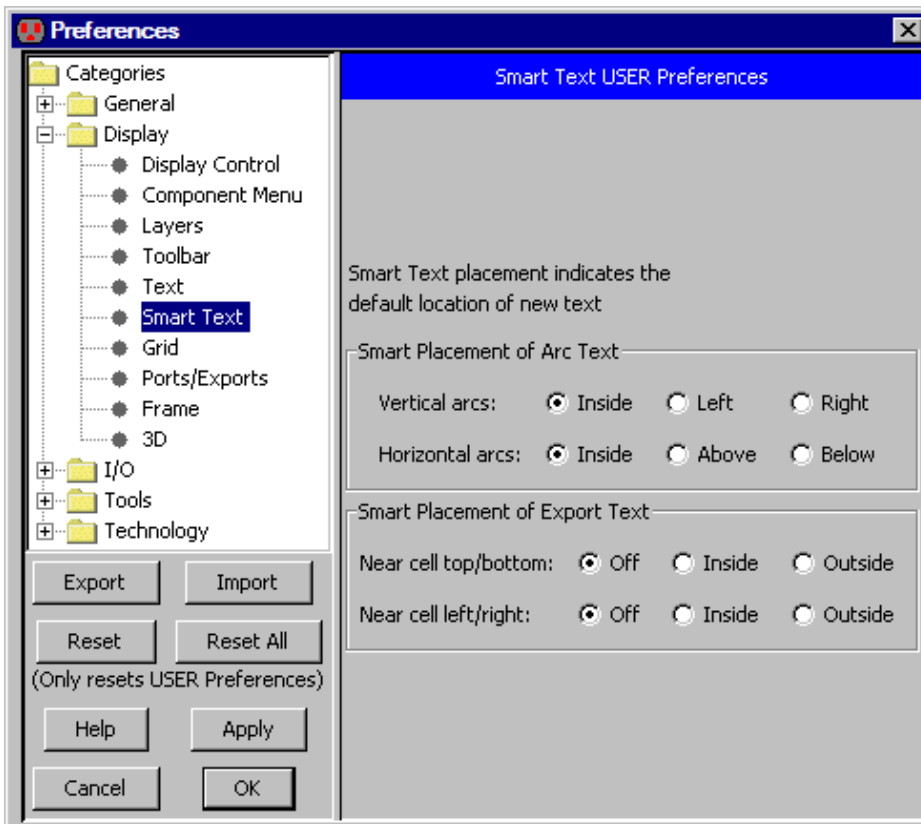 Preferences
Categories
General
Display
Display Control
Component Menu
Layers
Toolbar
Text
Smart Text
Grid
Ports/Exports
Frame
3D
I/O
Tools
Technology
Export Import
Reset Reset All
(Only resets USER Preferences)
Help Apply
Cancel OK
Smart Text USER Preferences
Smart Text placement indicates the
default location of new text
Smart Placement of Arc Text
Vertical arcs: Inside Left Right
Horizontal arcs: Inside Above Below
Smart Placement of Export Text
Near cell top/bottom: Off Inside Outside
Near cell left/right: Off Inside Outside